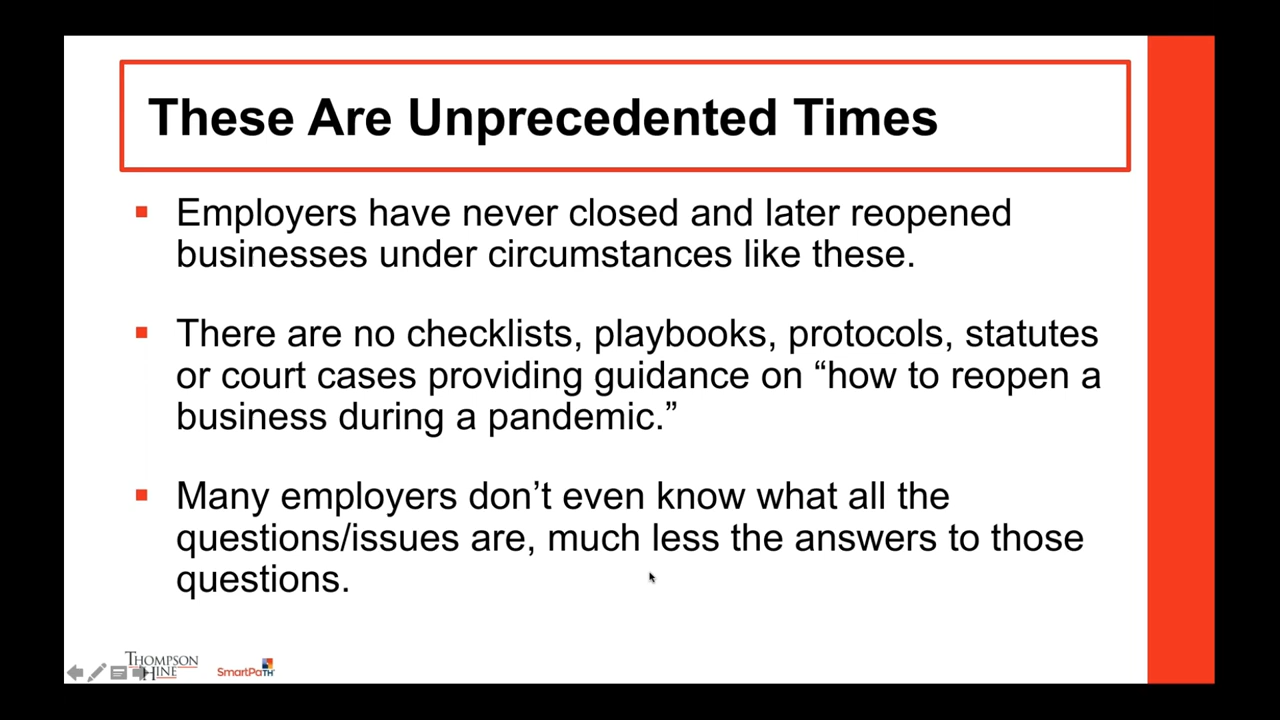 These Are Unprecedented Times
Employers have never closed and later reopened
businesses under circumstances like these.
There are no checklists, playbooks, protocols, statutes
or court cases providing guidance on “how to reopen a
business during a pandemic.”
Many employers don’t even know what all the
questions/issues are, much less the answers to those
questions.
THOMPSON
HINE
SmartPaTH